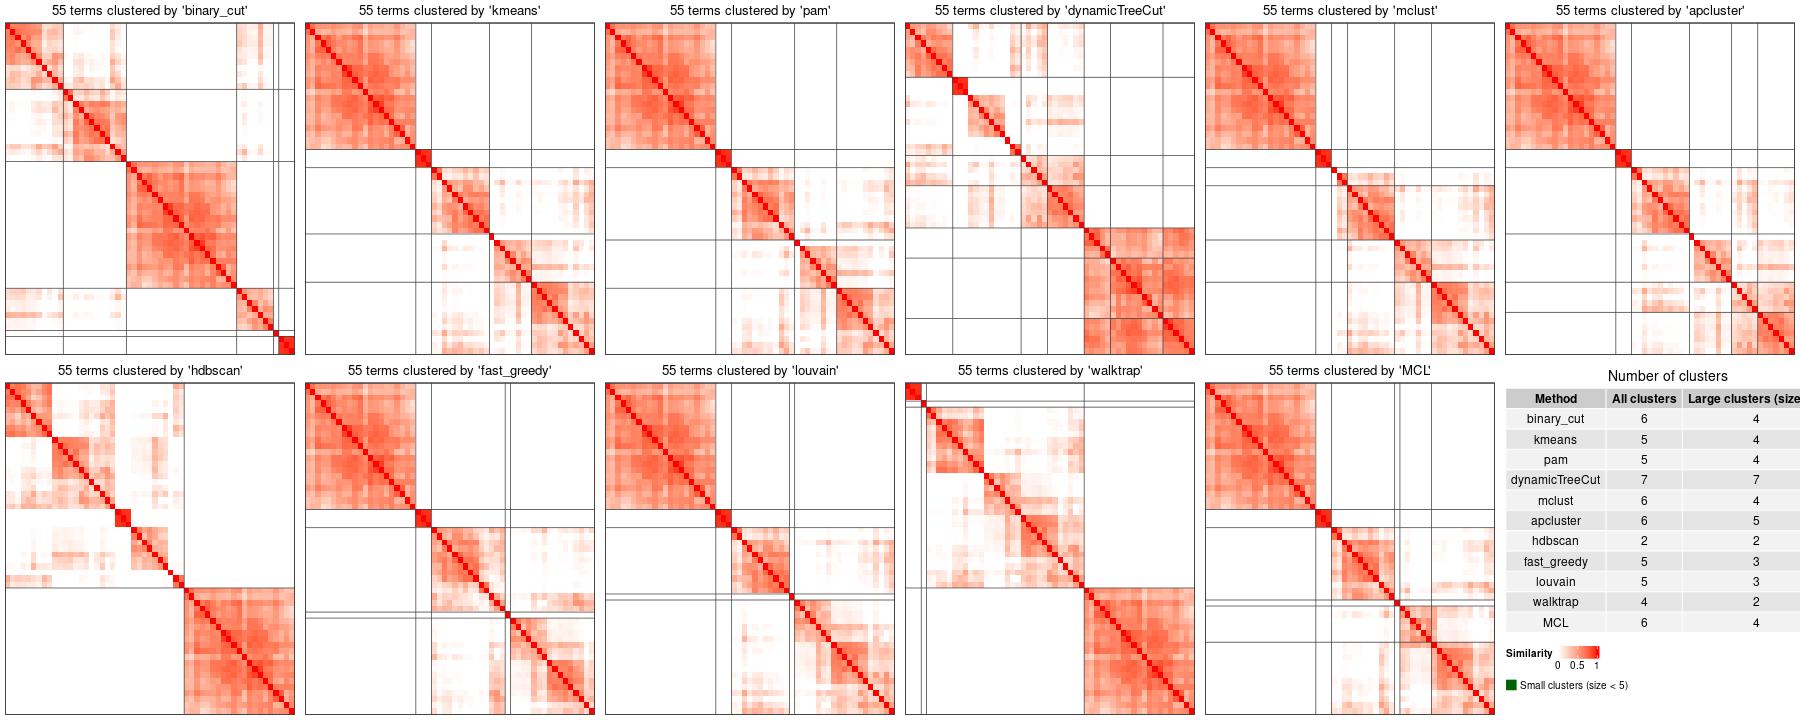 55 terms clustered by 'binary_cut'
55 terms clustered by 'kmeans'
55 terms clustered by 'pam'
55 terms clustered by 'dynamicTreeCut'
55 terms clustered by 'mclust'
55 terms clustered by 'apcluster'
55 terms clustered by 'hdbscan'
55 terms clustered by 'fast_greedy'
55 terms clustered by 'louvain'
55 terms clustered by 'walktrap'
55 terms clustered by 'MCL'
Number of clusters
Method All clusters Large clusters (size
binary_cut 6 4
kmeans 5 4
pam 5 4
dynamicTreeCut 7 7
mclust 6 4
apcluster 6 5
hdbscan 2 2
fast_greedy 5 3
louvain 5 3
walktrap 4 2
MCL 6 4
Similarity
0 0.5 1
Small clusters (size < 5)